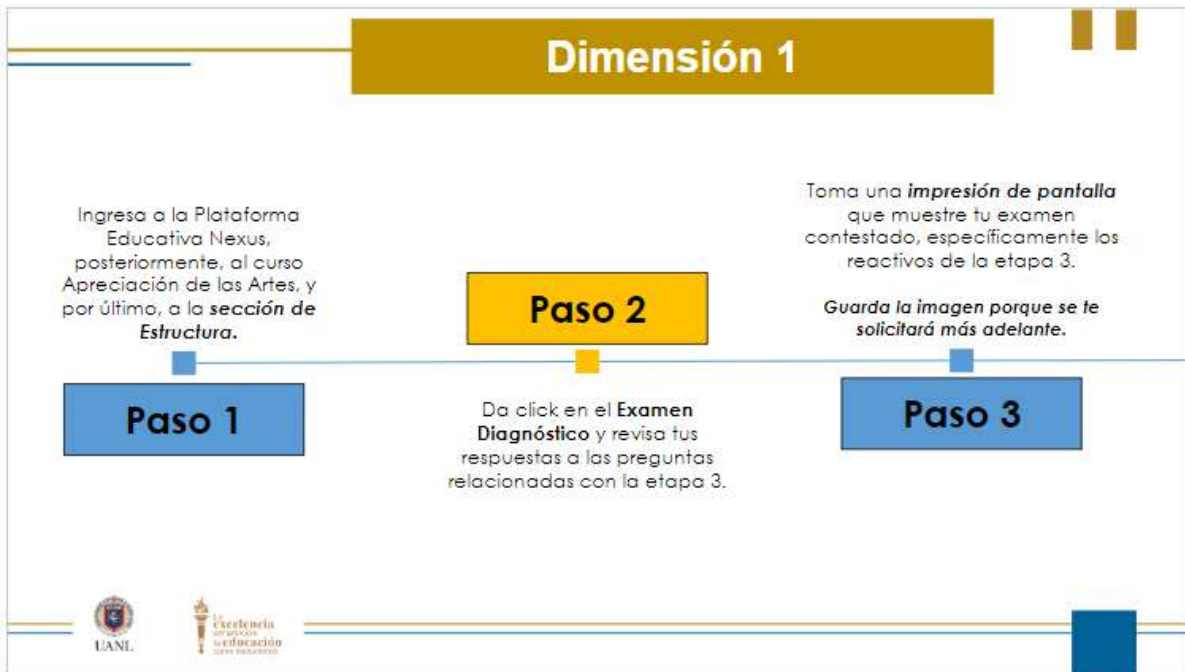 Dimensión 1
Ingresa a la Plataforma
Educativa Nexus,
posteriormente, al curso
Apreciación de las Artes, y
por último, a la sección de
Estructura.
Paso 1
Paso 2
Da click en el Examen
Diagnóstico y revisa tus
respuestas a las preguntas
relacionadas con la etapa 3.
Toma una impresión de pantalla
que muestre tu examen
contestado, específicamente los
reactivos de la etapa 3.
Guarda la imagen porque se te
solicitará más adelante.
Paso 3
UANL
La
excelencia
educación